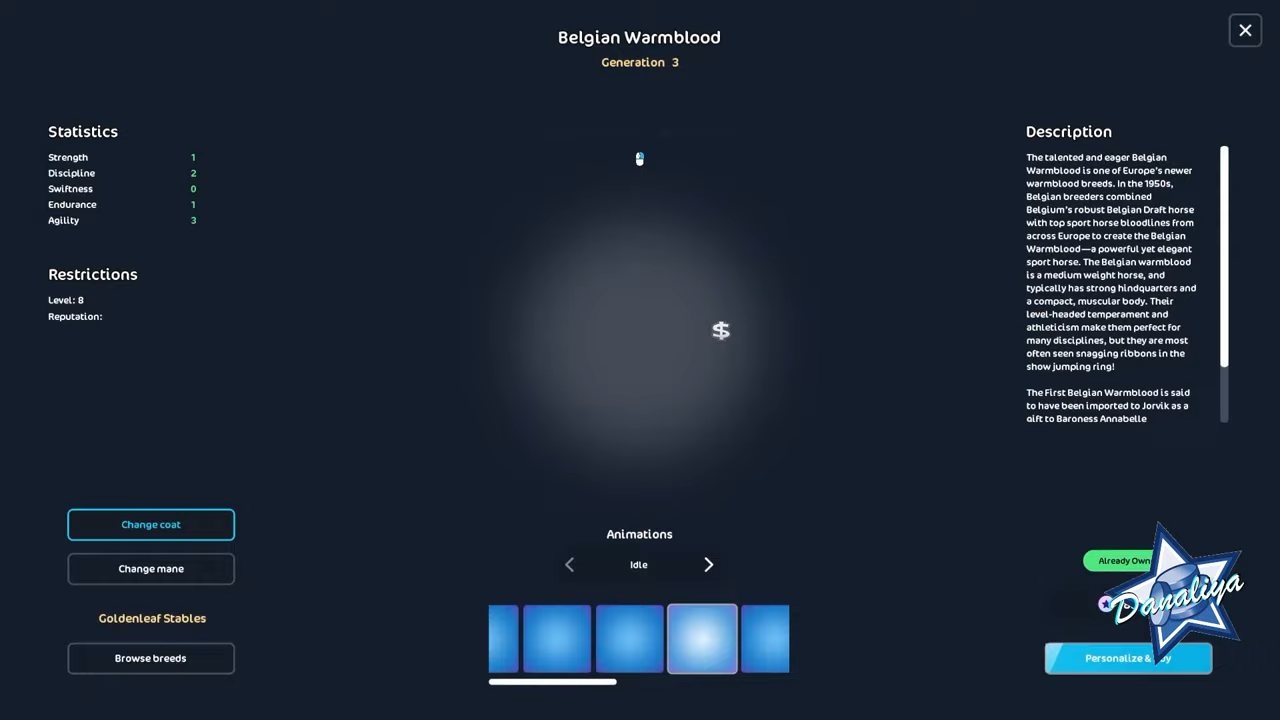 Belgian Warmblood
Generation 3
Statistics
Strength 1
Discipline 2
Swiftness 0
Endurance 1
Agility 3
Restrictions
Level: 8
Reputation:
$
Description
The talented and eager Belgian
Warmblood is one of Europe's newer
warmblood breeds. In the 1950s,
Belgian breeders combined
Belgium's robust Belgian Draft horse
with top sport horse bloodlines from
across Europe to create the Belgian
Warmblood—a powerful yet elegant
sport horse. The Belgian warmblood
is a medium weight horse, and
typically has strong hindquarters and
a compact, muscular body. Their
level-headed temperament and
athleticism make them perfect for
many disciplines, but they are most
often seen snagging ribbons in the
show jumping ring!
The First Belgian Warmblood is said
to have been imported to Jorvik as a
gift to Baroness Annabelle
Change coat
Change mane
Goldenleaf Stables
Browse breeds
Animations
Idle
Already Own
Danaliya
Personalize &